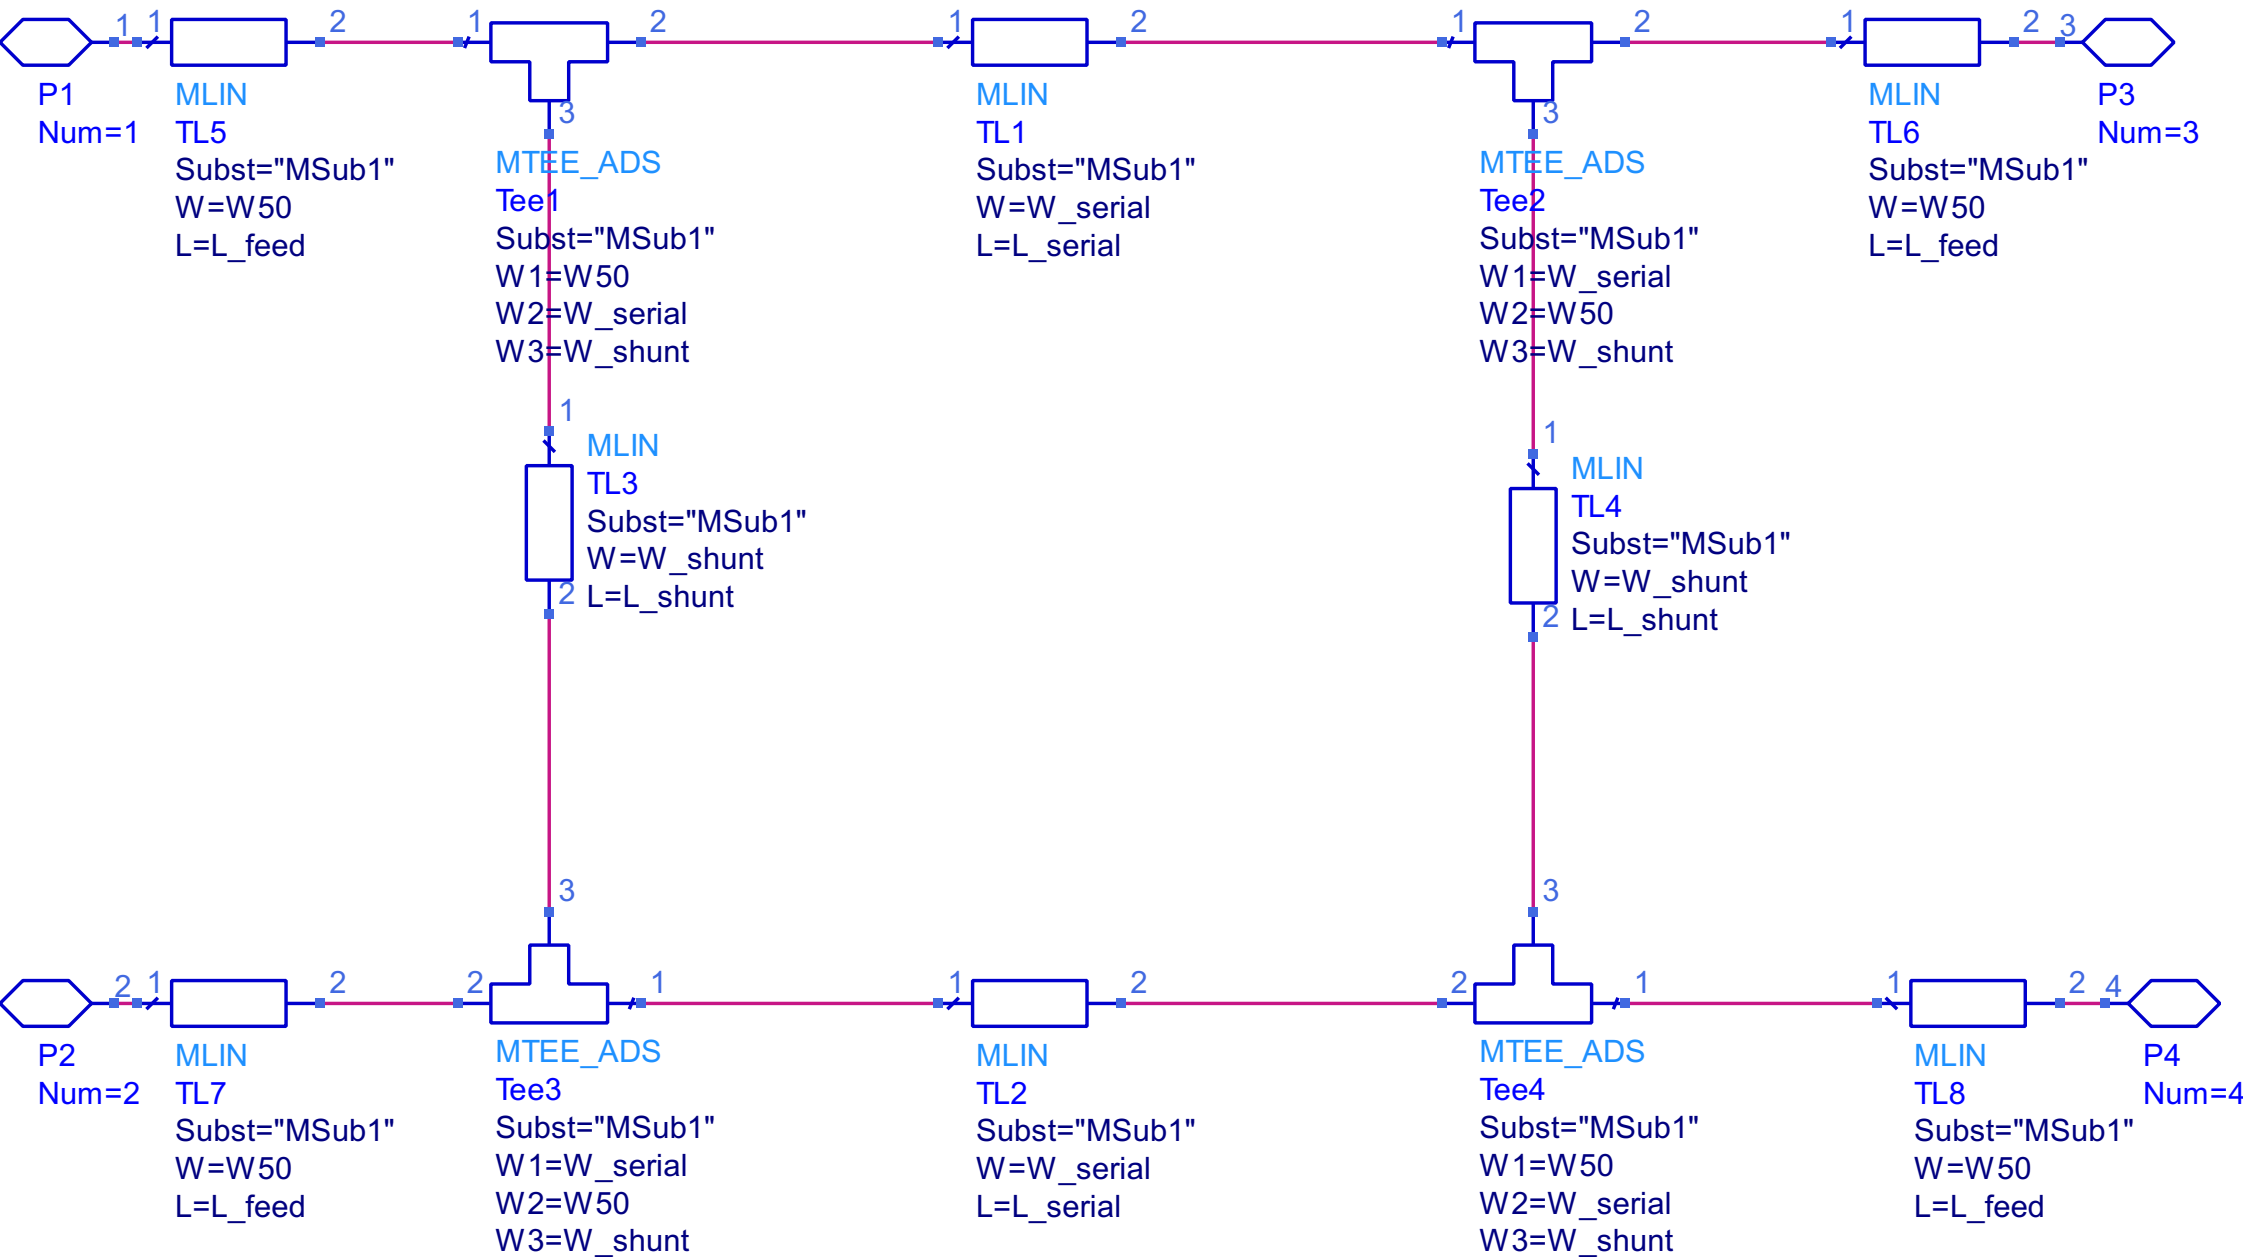 1 1 2 1 2 1 2 1 2 1 2 3
P1
Num=1
MLIN
TL5
Subst="MSub1"
W=W50
L=L_feed
3
MTEE_ADS
Tee1
Subst="MSub1"
W1=W50
W2=W_serial
W3=W_shunt
MLIN
TL1
Subst="MSub1"
W=W_serial
L=L_serial
3
MTEE_ADS
Tee2
Subst="MSub1"
W1=W_serial
W2=W50
W3=W_shunt
MLIN
TL6
Subst="MSub1"
W=W50
L=L_feed
P3
Num=3
1
MLIN
TL3
Subst="MSub1"
W=W_shunt
L=L_shunt
2
1
MLIN
TL4
Subst="MSub1"
W=W_shunt
L=L_shunt
2
3
3
2 1 2 2 1 1 2 2 1 1 2 4
P2
Num=2
MLIN
TL7
Subst="MSub1"
W=W50
L=L_feed
MTEE_ADS
Tee3
Subst="MSub1"
W1=W_serial
W2=W50
W3=W_shunt
MLIN
TL2
Subst="MSub1"
W=W_serial
L=L_serial
MTEE_ADS
Tee4
Subst="MSub1"
W1=W50
W2=W_serial
W3=W_shunt
MLIN
TL8
Subst="MSub1"
W=W50
L=L_feed
P4
Num=4